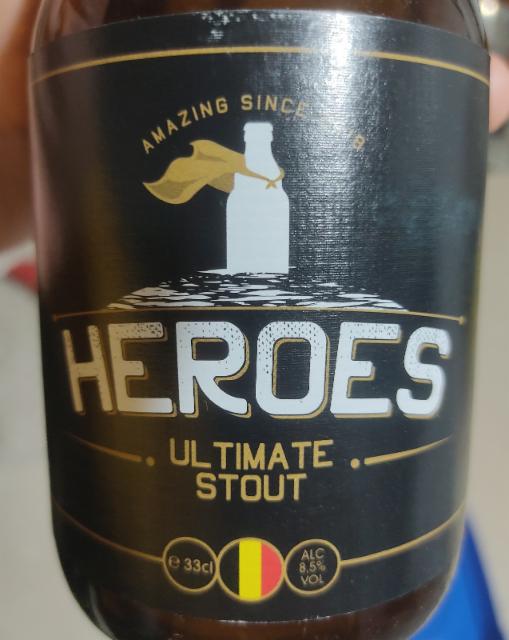 AMAZING SINCE
HEROES
ULTIMATE
STOUT
e 33cl
ALC
8,5%
VOL